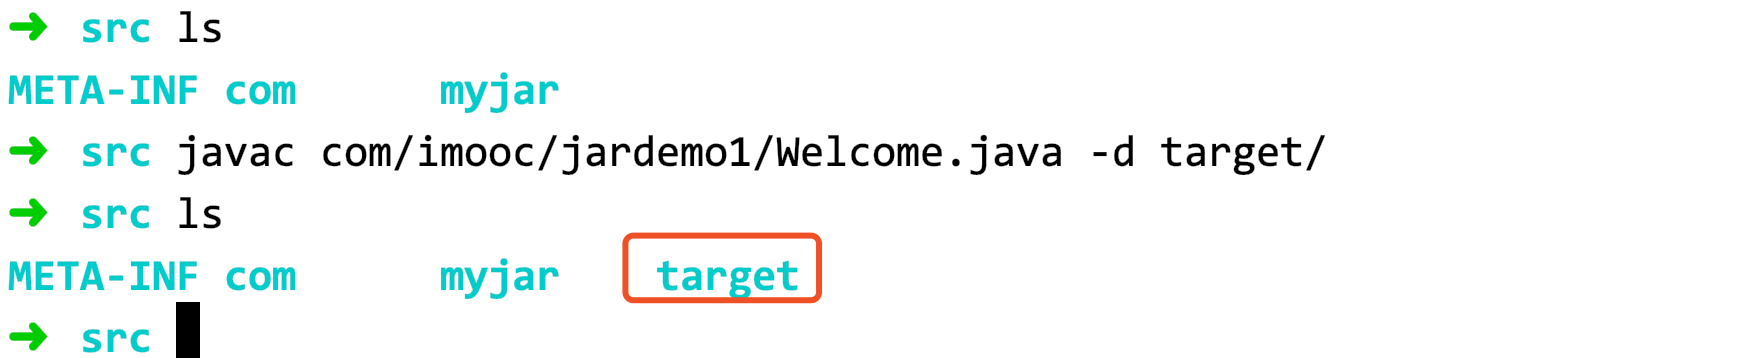 ➜ src ls
META-INF com myjar
➜ src javac com/imooc/jardemo1/Welcome.java -d target/
➜ src ls
META-INF com myjar target
➜ src